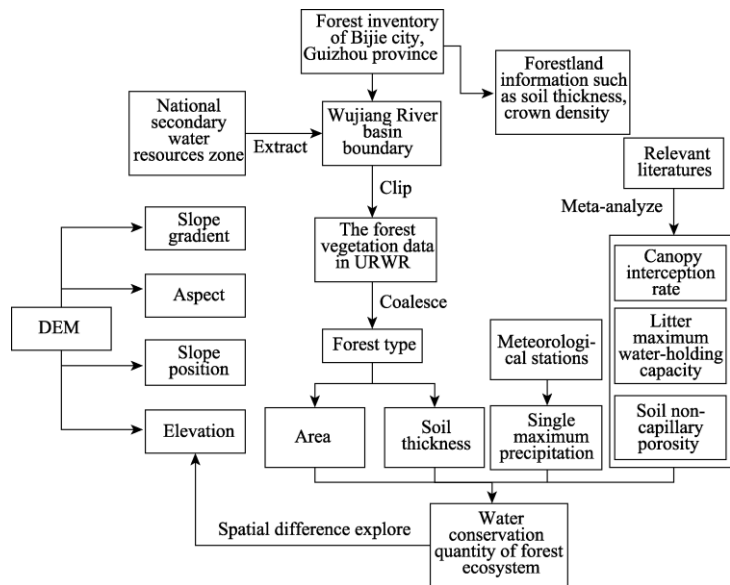 Forest inventory
of Bijie city,
Guizhou province
Forestland
information such
as soil thickness,
crown density
National
secondary
water
resources zone
Extract
Wujiang River
basin
boundary
Relevant
literatures
Clip
Meta-analyze
Slope
gradient
The forest
vegetation data
in URWR
Canopy
interception
rate
Aspect
Coalesce
DEM
Litter
maximum
water-holding
capacity
Forest type
Meteorologi-
cal stations
Slope
position
Elevation
Area
Soil
thickness
Single
maximum
precipitation
Soil non-
capillary
porosity
Spatial difference explore
Water
conservation
quantity of forest
ecosystem